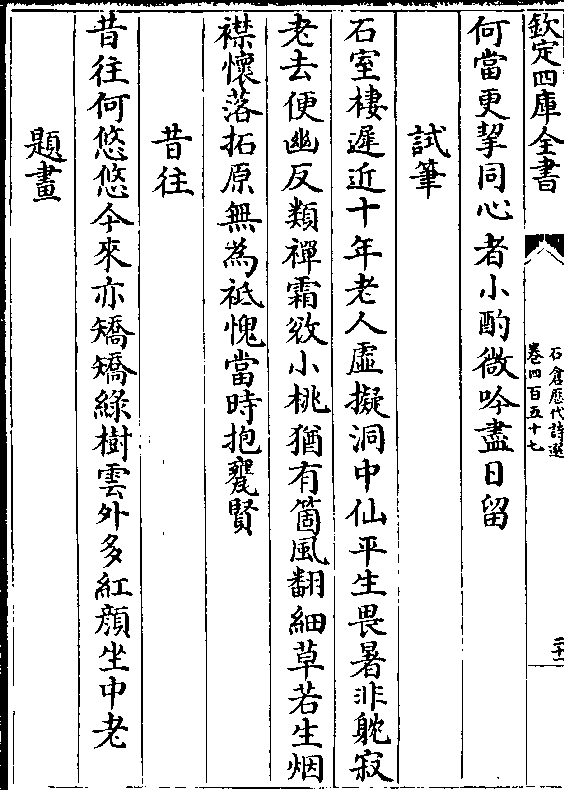 欽定四庫全書
石倉歷代詩選
卷四百五十七
二十二
何當更挈同心者小酌微吟盡日留
試筆
石室棲遲近十年老人虛擬洞中仙平生畏暑非躭寂
老去便幽反類禪霜斂小桃猶有箇風翻細草若生烟
襟懷落拓原無為祗愧當時抱甕賢
昔往
昔往何悠悠今來亦矯矯綠樹雲外多紅顔坐中老
題畫